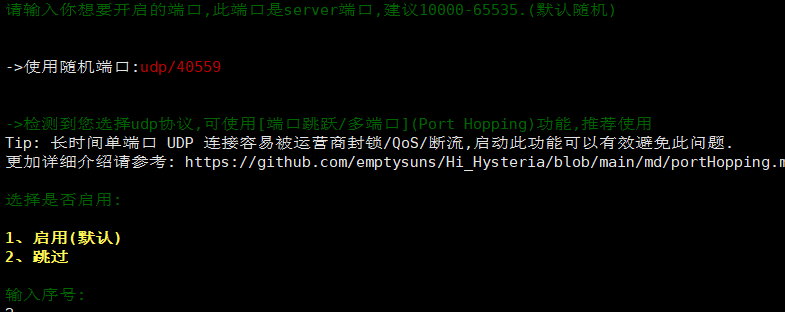 请输入你想要开启的端口,此端口是server端口,建议10000-65535.(默认随机)
->使用随机端口:udp/40559
->检测到您选择udp协议,可使用[端口跳跃/多端口](Port Hopping)功能,推荐使用
Tip: 长时间单端口 UDP 连接容易被运营商封锁/QoS/断流,启动此功能可以有效避免此问题.
更加详细介绍请参考: https://github.com/emptysuns/Hi_Hysteria/blob/main/md/portHopping.m
选择是否启用:
1、启用(默认)
2、跳过
输入序号: